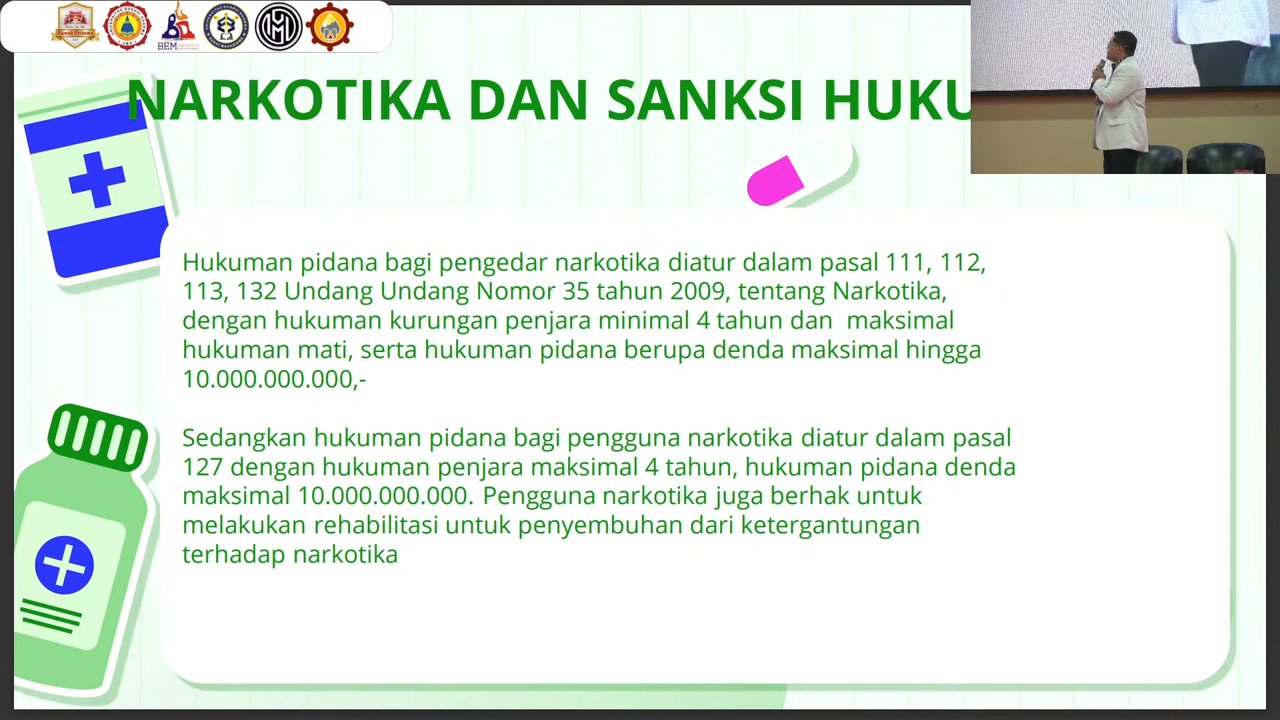 BEM
NARKOTIKA DAN SANKSI HUKU
Hukuman pidana bagi pengedar narkotika diatur dalam pasal 111, 112,
113, 132 Undang Undang Nomor 35 tahun 2009, tentang Narkotika,
dengan hukuman kurungan penjara minimal 4 tahun dan  maksimal
hukuman mati, serta hukuman pidana berupa denda maksimal hingga
10.000.000.000,-
Sedangkan hukuman pidana bagi pengguna narkotika diatur dalam pasal
127 dengan hukuman penjara maksimal 4 tahun, hukuman pidana denda
maksimal 10.000.000.000. Pengguna narkotika juga berhak untuk
melakukan rehabilitasi untuk penyembuhan dari ketergantungan
terhadap narkotika